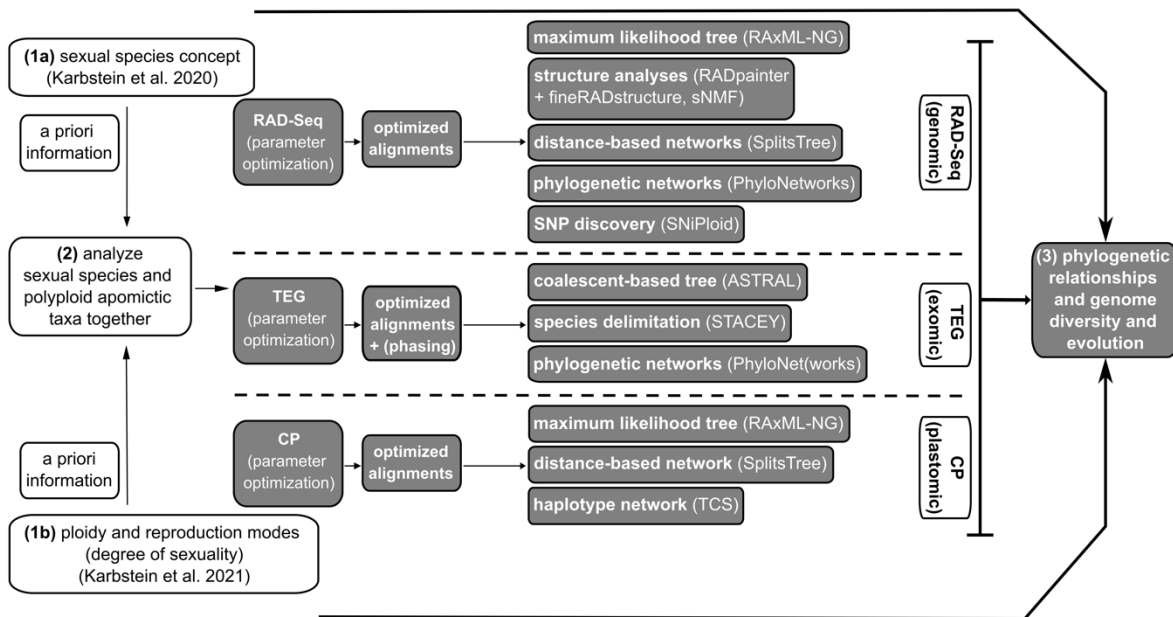 (1a) sexual species concept
(Karbstein et al. 2020)
a priori
information
(2) analyze
sexual species and
polyploid apomictic
taxa together
a priori
information
(1b) ploidy and reproduction modes
(degree of sexuality)
(Karbstein et al. 2021)
RAD-Seq
(parameter
optimization)
optimized
alignments
maximum likelihood tree (RAxML-NG)
structure analyses (RADpainter
+ fineRADstructure, sNMF)
distance-based networks (SplitsTree)
phylogenetic networks (PhyloNetworks)
SNP discovery (SNiPloid)
RAD-Seq
(genomic)
TEG
(parameter
optimization)
optimized
alignments
+ (phasing)
coalescent-based tree (ASTRAL)
species delimitation (STACEY)
phylogenetic networks (PhyloNet(works)
TEG
(exomic)
CP
(parameter
optimization)
optimized
alignments
maximum likelihood tree (RAxML-NG)
distance-based network (SplitsTree)
haplotype network (TCS)
CP
(plastomic)
(3) phylogenetic
relationships
and genome
diversity and
evolution